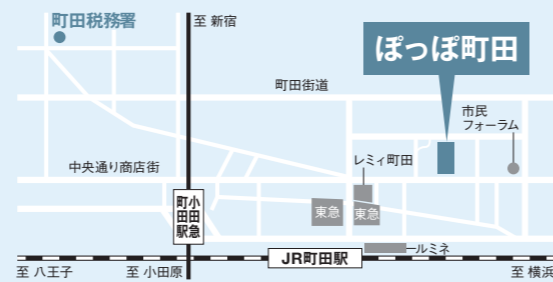 町田税務署
至 新宿
ぽっぽ町田
町田街道
市民
フォーラム
レミィ町田
中央通り商店街
小田急
町田駅
東急
東急
ルミネ
JR町田駅
至 八王子
至 小田原
至 横浜